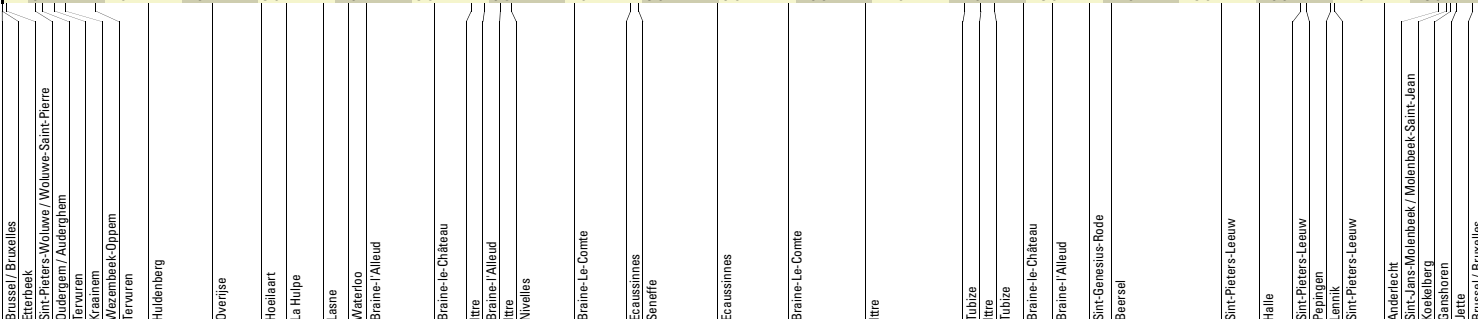 Brussel / Bruxelles
Etterbeek
Sint-Pieters-Woluwe / Woluwe-Saint-Pierre
Oudergem / Auderghem
Tervuren
Kraainem
Wezembeek-Oppem
Tervuren
Huldenberg
Overijse
Hoeilaart
La Hulpe
Lasne
Waterloo
Braine-l'Alleud
Braine-le-Château
Ittre
Braine-l'Alleud
Ittre
Nivelles
Braine-Le-Comte
Ecaussinnes
Seneffe
Ecaussinnes
Braine-Le-Comte
Ittre
Tubize
Ittre
Tubize
Braine-le-Château
Braine-l'Alleud
Sint-Genesius-Rode
Beersel
Sint-Pieters-Leeuw
Halle
Sint-Pieters-Leeuw
Pepingen
Lennik
Sint-Pieters-Leeuw
Anderlecht
Sint-Jans-Molenbeek / Molenbeek-Saint-Jean
Koekelberg
Ganshoren
Jette
Brussel / Bruxelles